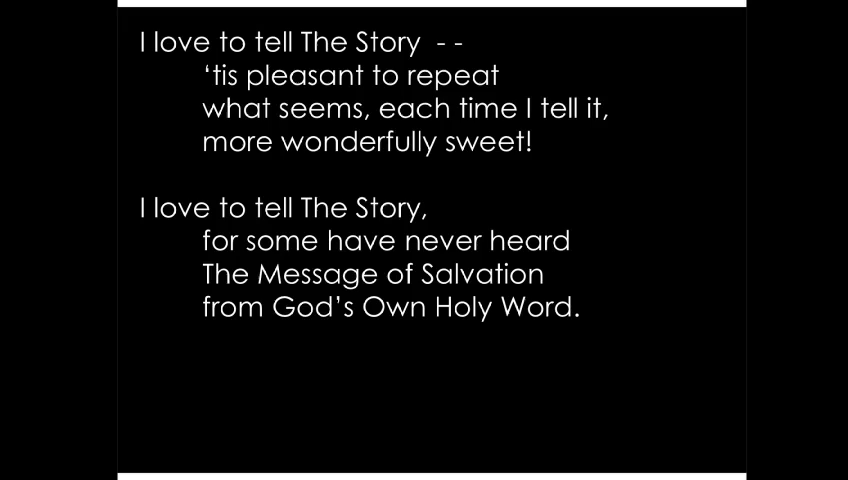 I love to tell The Story - -
‘tis pleasant to repeat
what seems, each time I tell it,
more wonderfully sweet!
I love to tell The Story,
for some have never heard
The Message of Salvation
from God’s Own Holy Word.